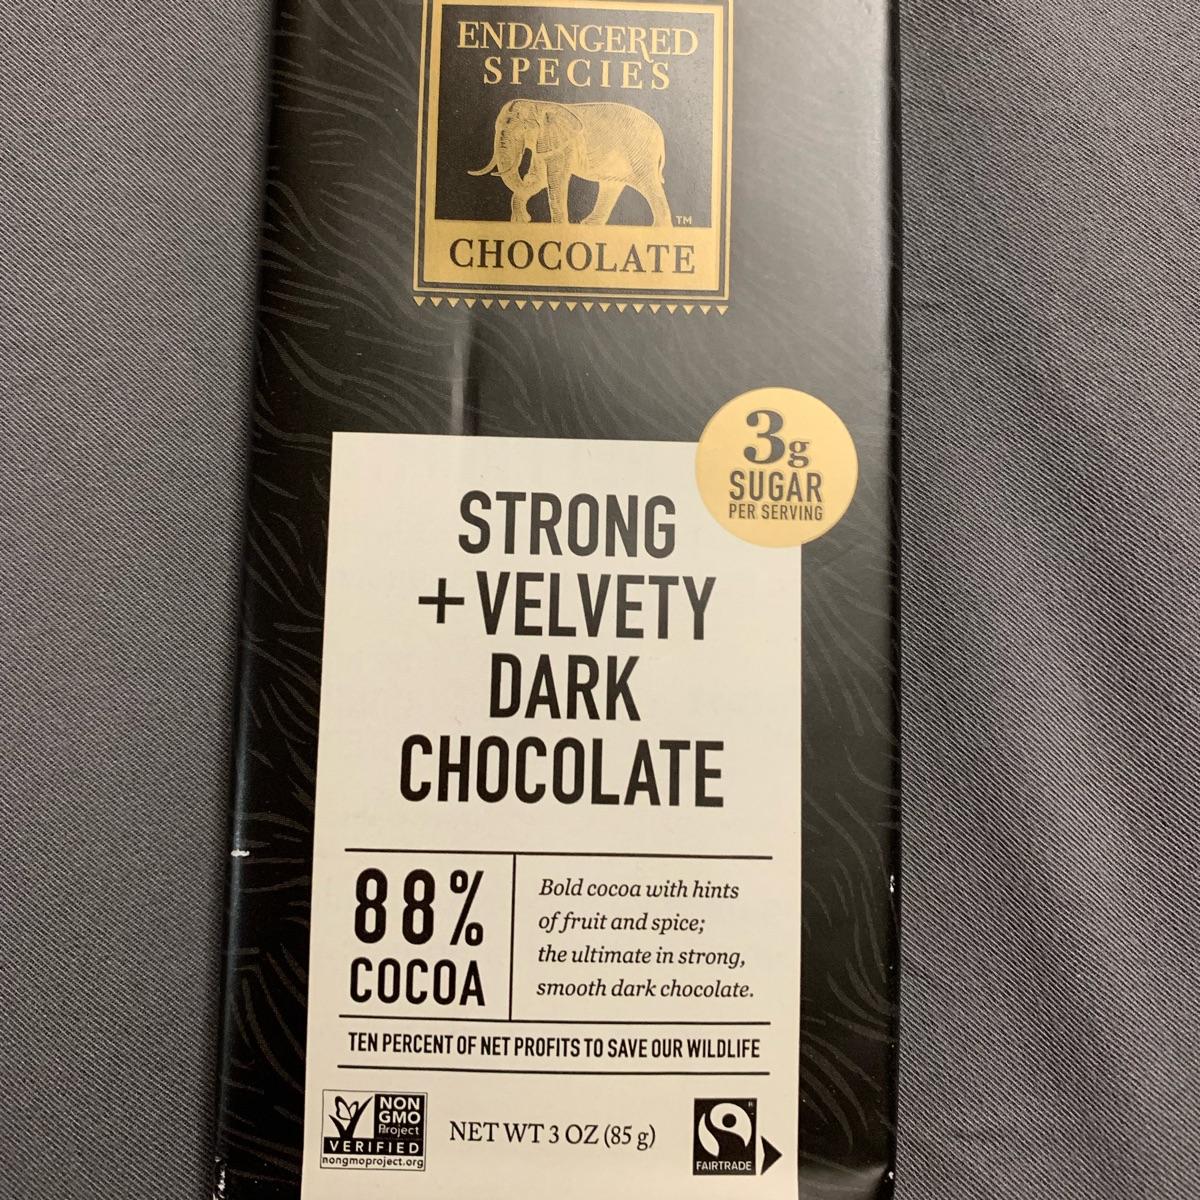 ENDANGERED
SPECIES
TM
CHOCOLATE
3g
SUGAR
PER SERVING
STRONG
+ VELVETY
DARK
CHOCOLATE
88%
COCOA
Bold cocoa with hints
of fruit and spice;
the ultimate in strong,
smooth dark chocolate.
TEN PERCENT OF NET PROFITS TO SAVE OUR WILDLIFE
NON
GMO
Project
VERIFIED
nongmoproject.org
NET WT 3 OZ (85 g)
®
FAIRTRADE